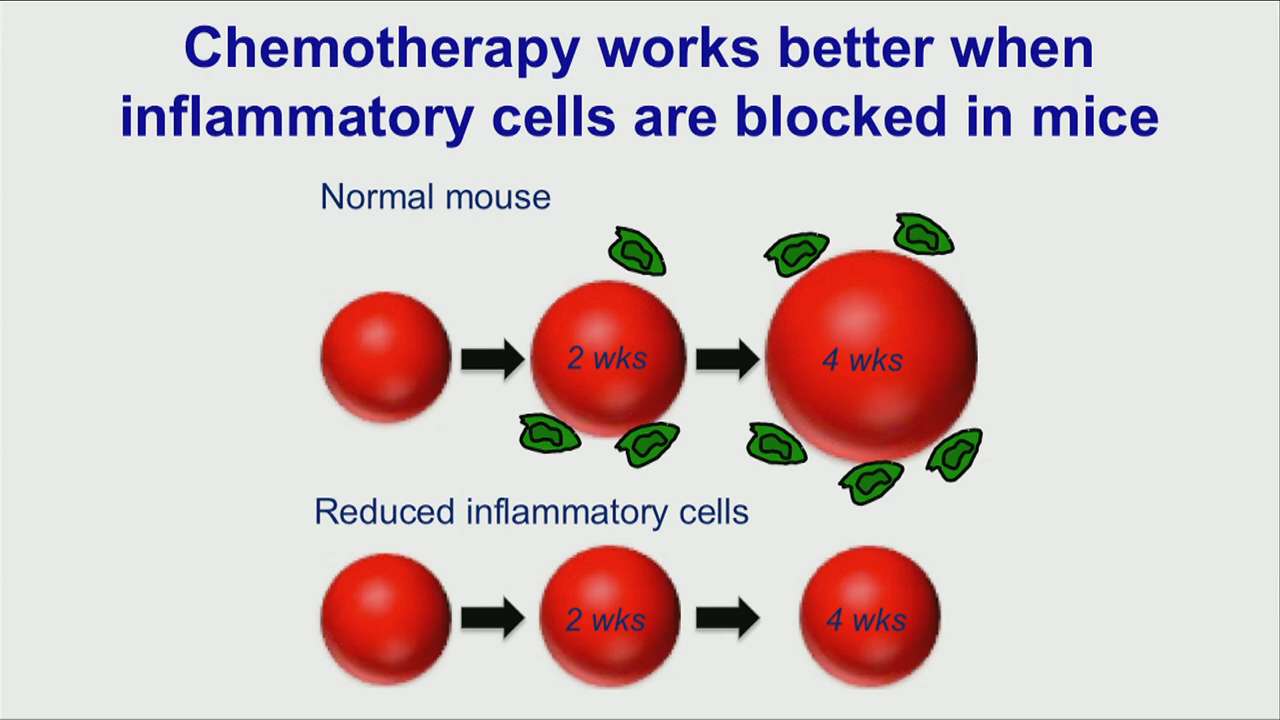 Chemotherapy works better when
inflammatory cells are blocked in mice
Normal mouse
2 wks
4 wks
Reduced inflammatory cells
2 wks
4 wks